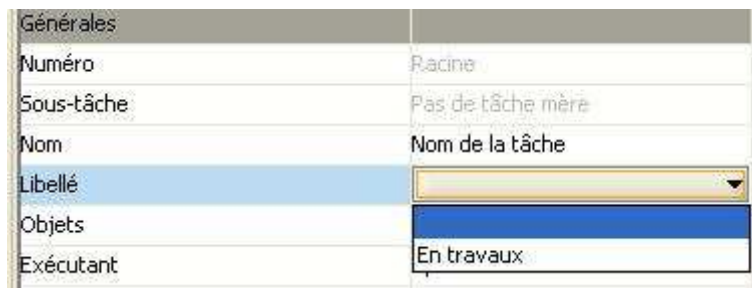 Générales
Numéro Racine
Sous-tâche Pas de tâche mère
Nom Nom de la tâche
Libellé
Objets
En travaux
Exécutant